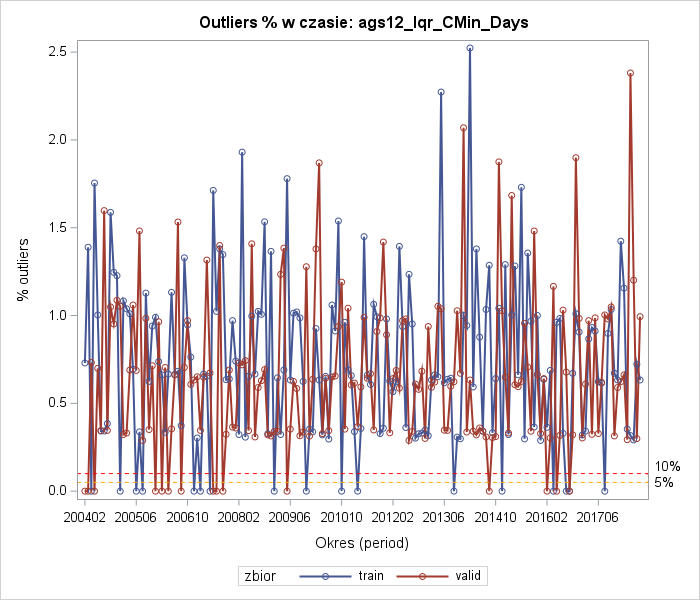 Outliers % w czasie: ags12_Iqr_CMin_Days
% outliers
2.5
2.0
1.5
1.0
0.5
0.0
10%
5%
200402 200506 200610 200802 200906 201010 201202 201306 201410 201602 201706
Okres (period)
zbior train valid